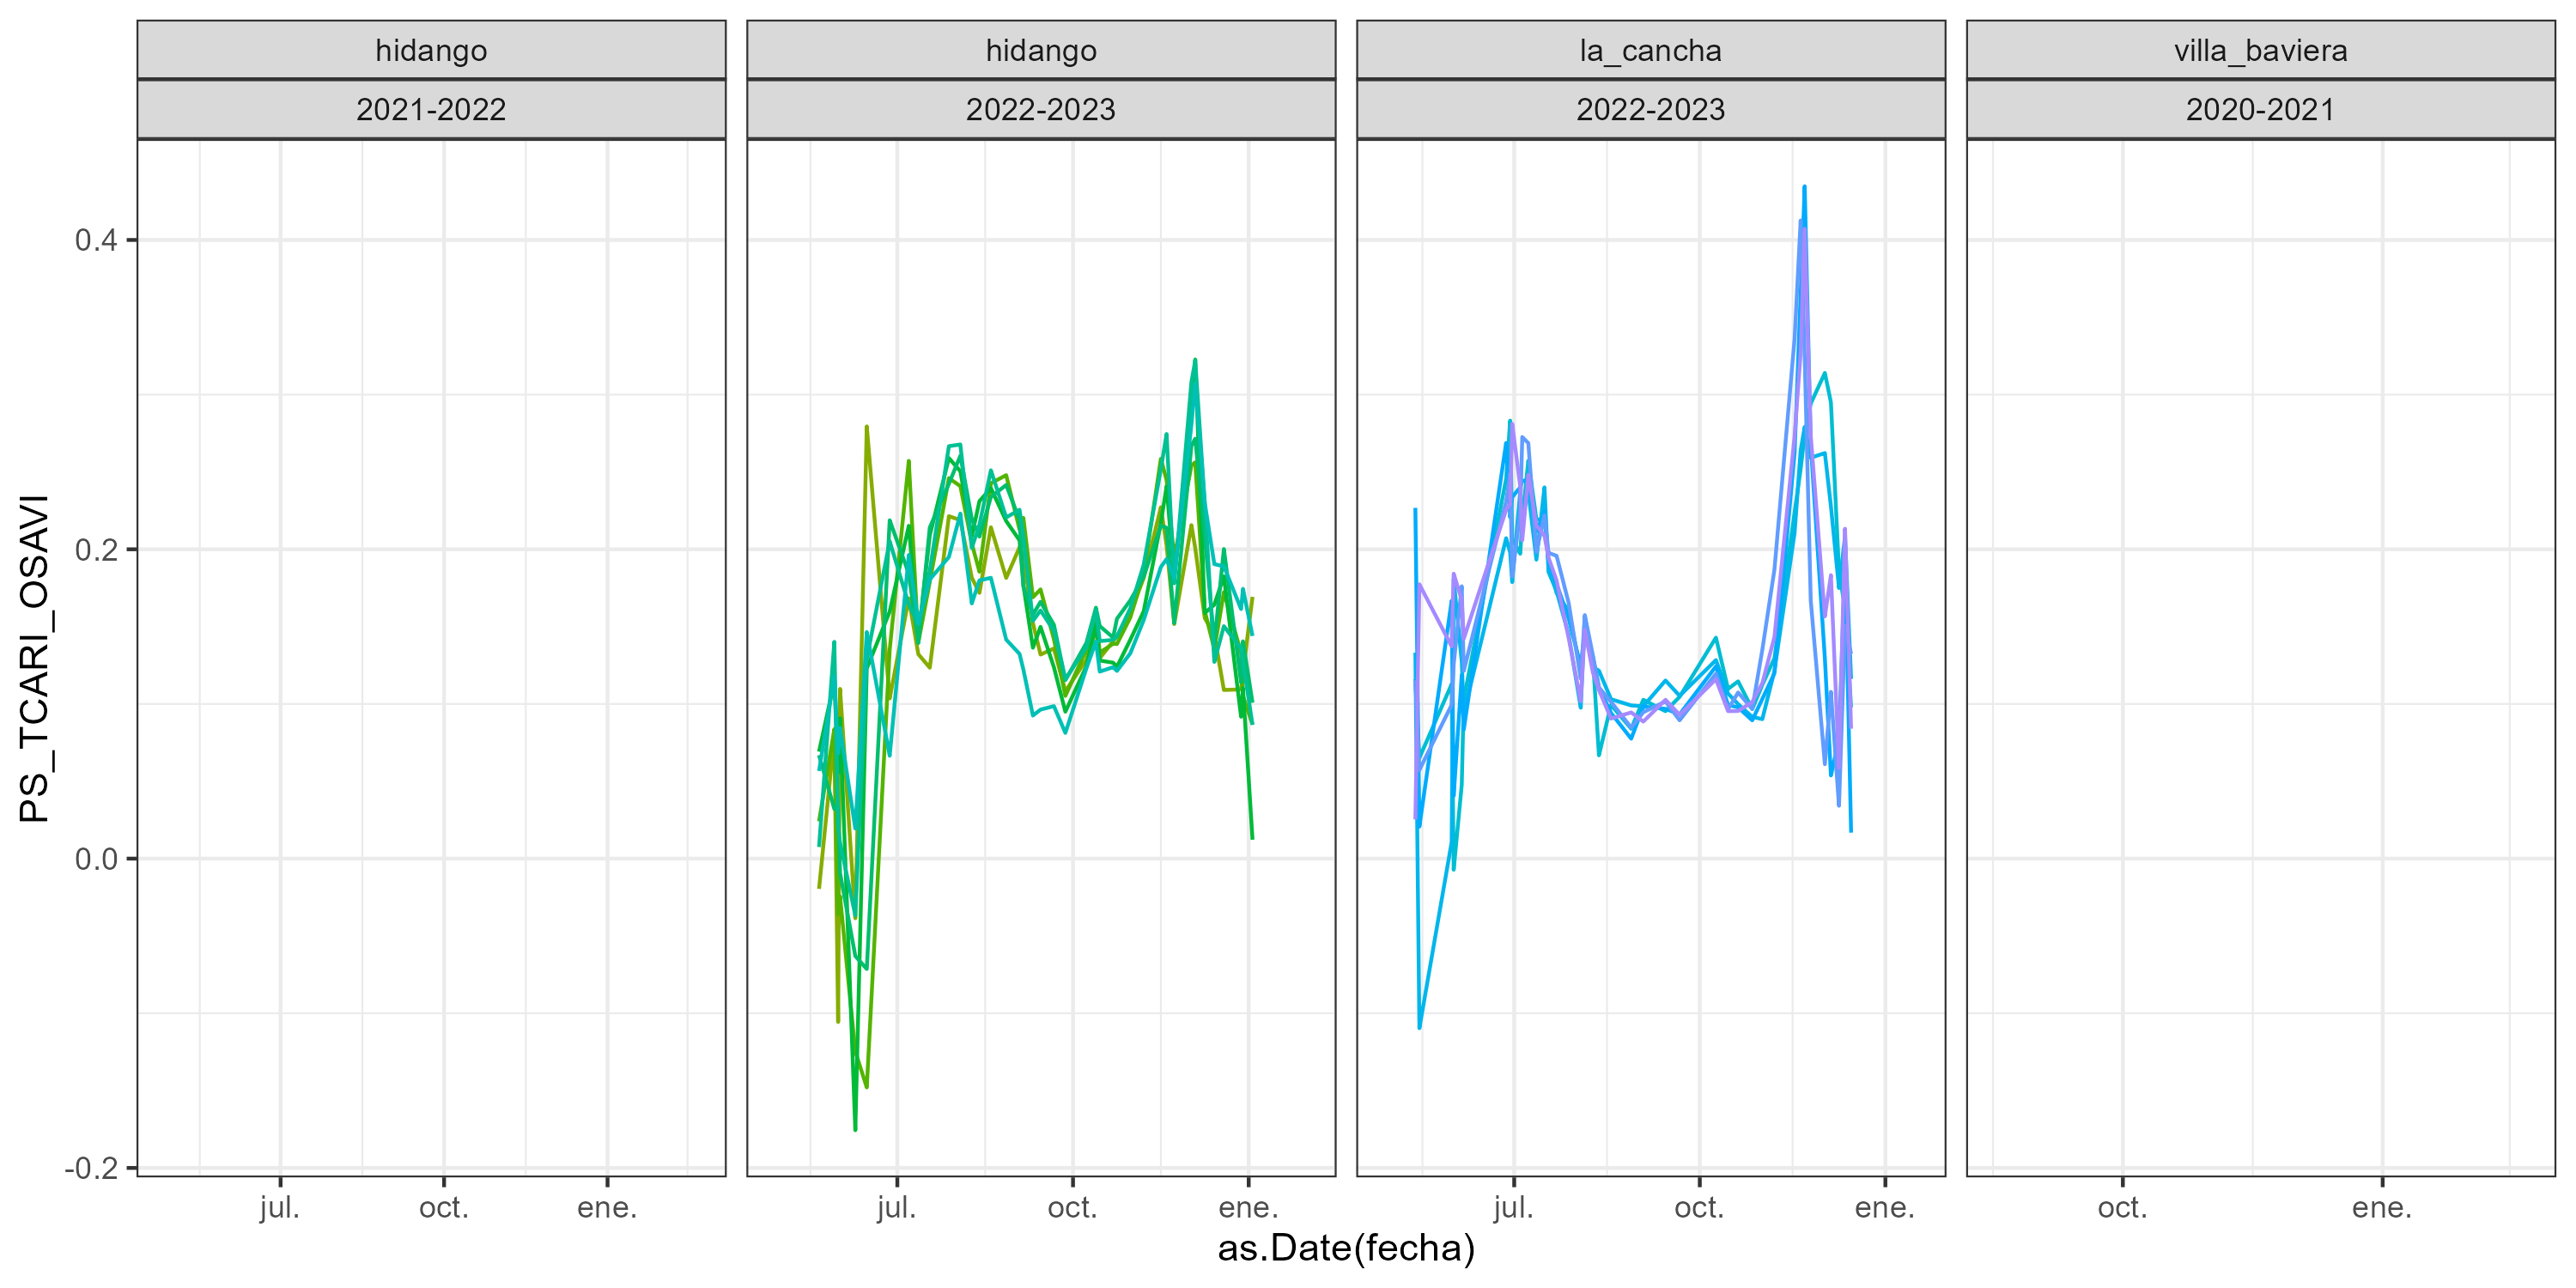 hidango
hidango
la_cancha
villa_baviera
2021-2022
2022-2023
2022-2023
2020-2021
PS_TCARI_OSAVI
0.4
0.2
0.0
-0.2
jul.
oct.
ene.
jul.
oct.
ene.
jul.
oct.
ene.
oct.
ene.
as.Date(fecha)